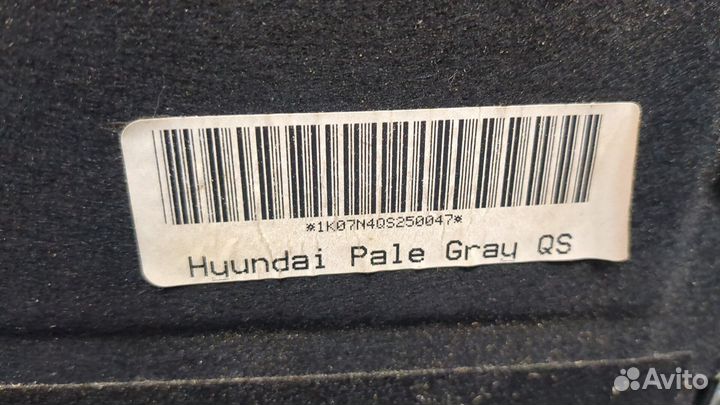 *1K07N4QS250047*
Hyundai Pale Gray QS
Avito